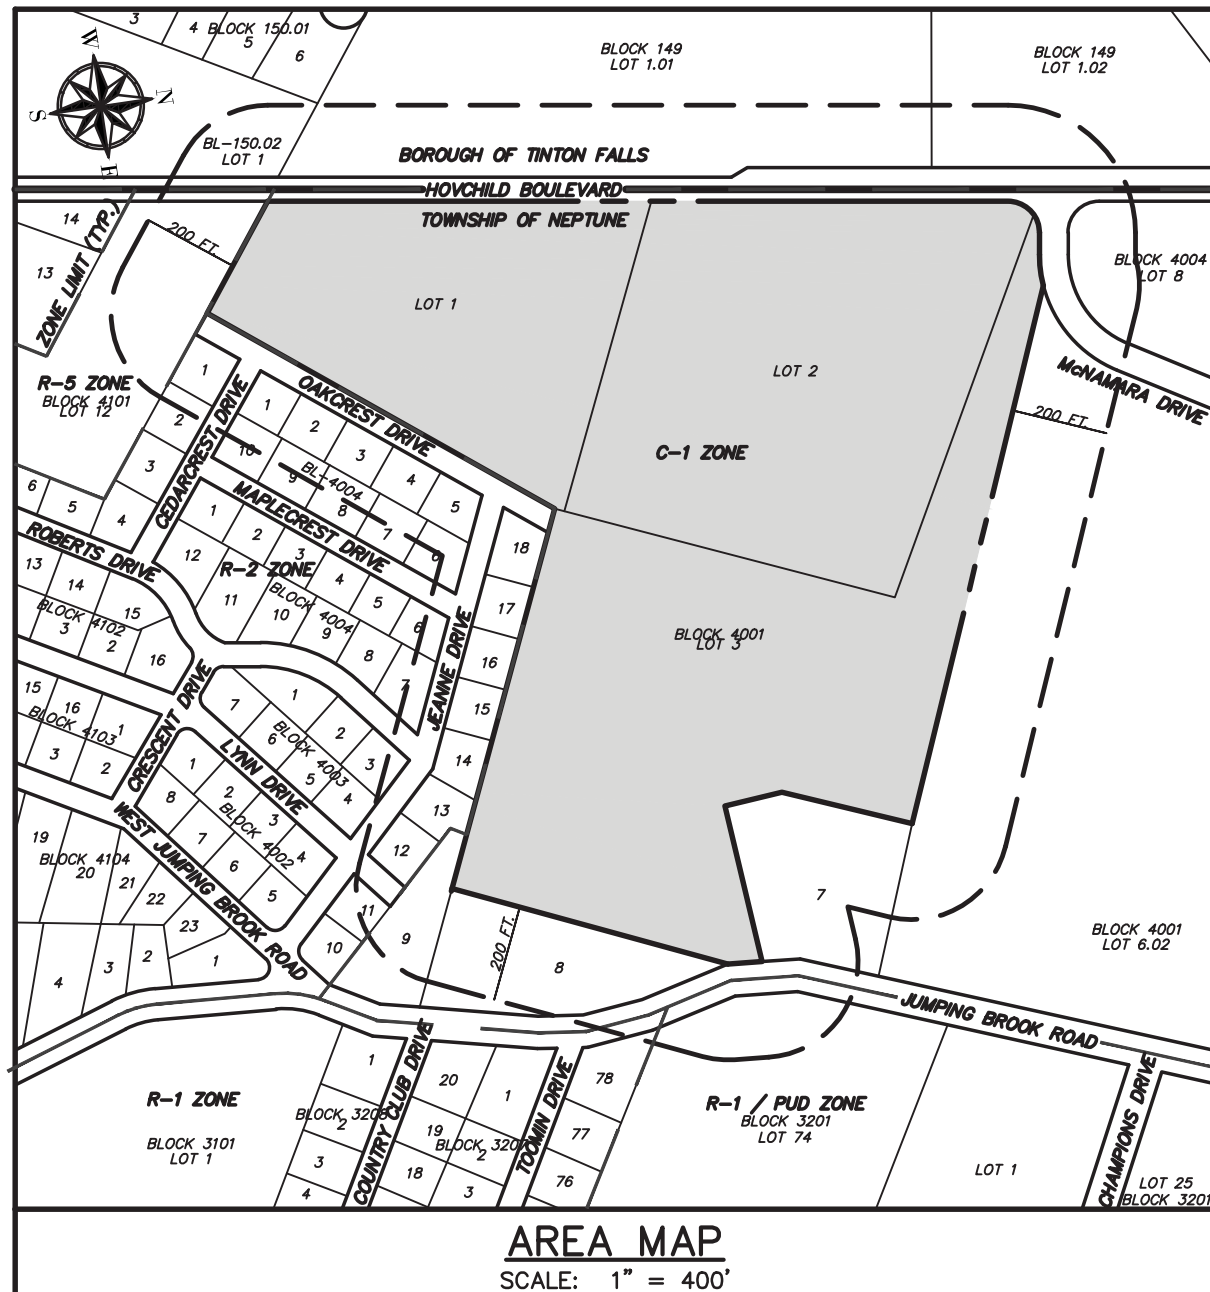 3
4
BLOCK 150.01
5
6
BLOCK 149
LOT 1.01
BLOCK 149
LOT 1.02
W
N
S
E
BL-150.02
LOT 1
BOROUGH OF TINTON FALLS
HOVCHILD BOULEVARD
TOWNSHIP OF NEPTUNE
14
13
ZONE LIMIT (TYP.)
200 FT.
LOT 1
LOT 2
BLOCK 4004
LOT 8
McNAMARA DRIVE
200 FT.
C-1 ZONE
R-5 ZONE
BLOCK 4101
LOT 12
1
2
3
4
5
6
CEDARCREST DRIVE
OAKCREST DRIVE
1
2
3
4
5
10
9
8
7
6
BL-4004
MAPLECREST DRIVE
1
2
3
4
5
6
12
11
10
9
8
7
R-2 ZONE
BLOCK 4004
18
17
16
15
14
13
12
11
10
9
JEANNE DRIVE
ROBERTS DRIVE
13
14
15
BLOCK 4102
3
2
16
BLOCK 4001
LOT 3
15
16
1
BLOCK 4103
3
2
CRESCENT DRIVE
7
1
2
3
6
5
4
BLOCK 4003
LYNN DRIVE
1
2
3
4
8
7
6
5
BLOCK 4002
WEST JUMPING BROOK ROAD
19
BLOCK 4104
20
21
22
23
4
3
2
1
200 FT.
8
7
BLOCK 4001
LOT 6.02
JUMPING BROOK ROAD
R-1 ZONE
BLOCK 3101
LOT 1
1
BLOCK 3208
2
3
4
COUNTRY CLUB DRIVE
20
1
19
BLOCK 3207
2
18
3
TOOMIN DRIVE
78
77
76
R-1 / PUD ZONE
BLOCK 3201
LOT 74
LOT 1
CHAMPIONS DRIVE
LOT 25
BLOCK 3201
AREA MAP
SCALE: 1" = 400'